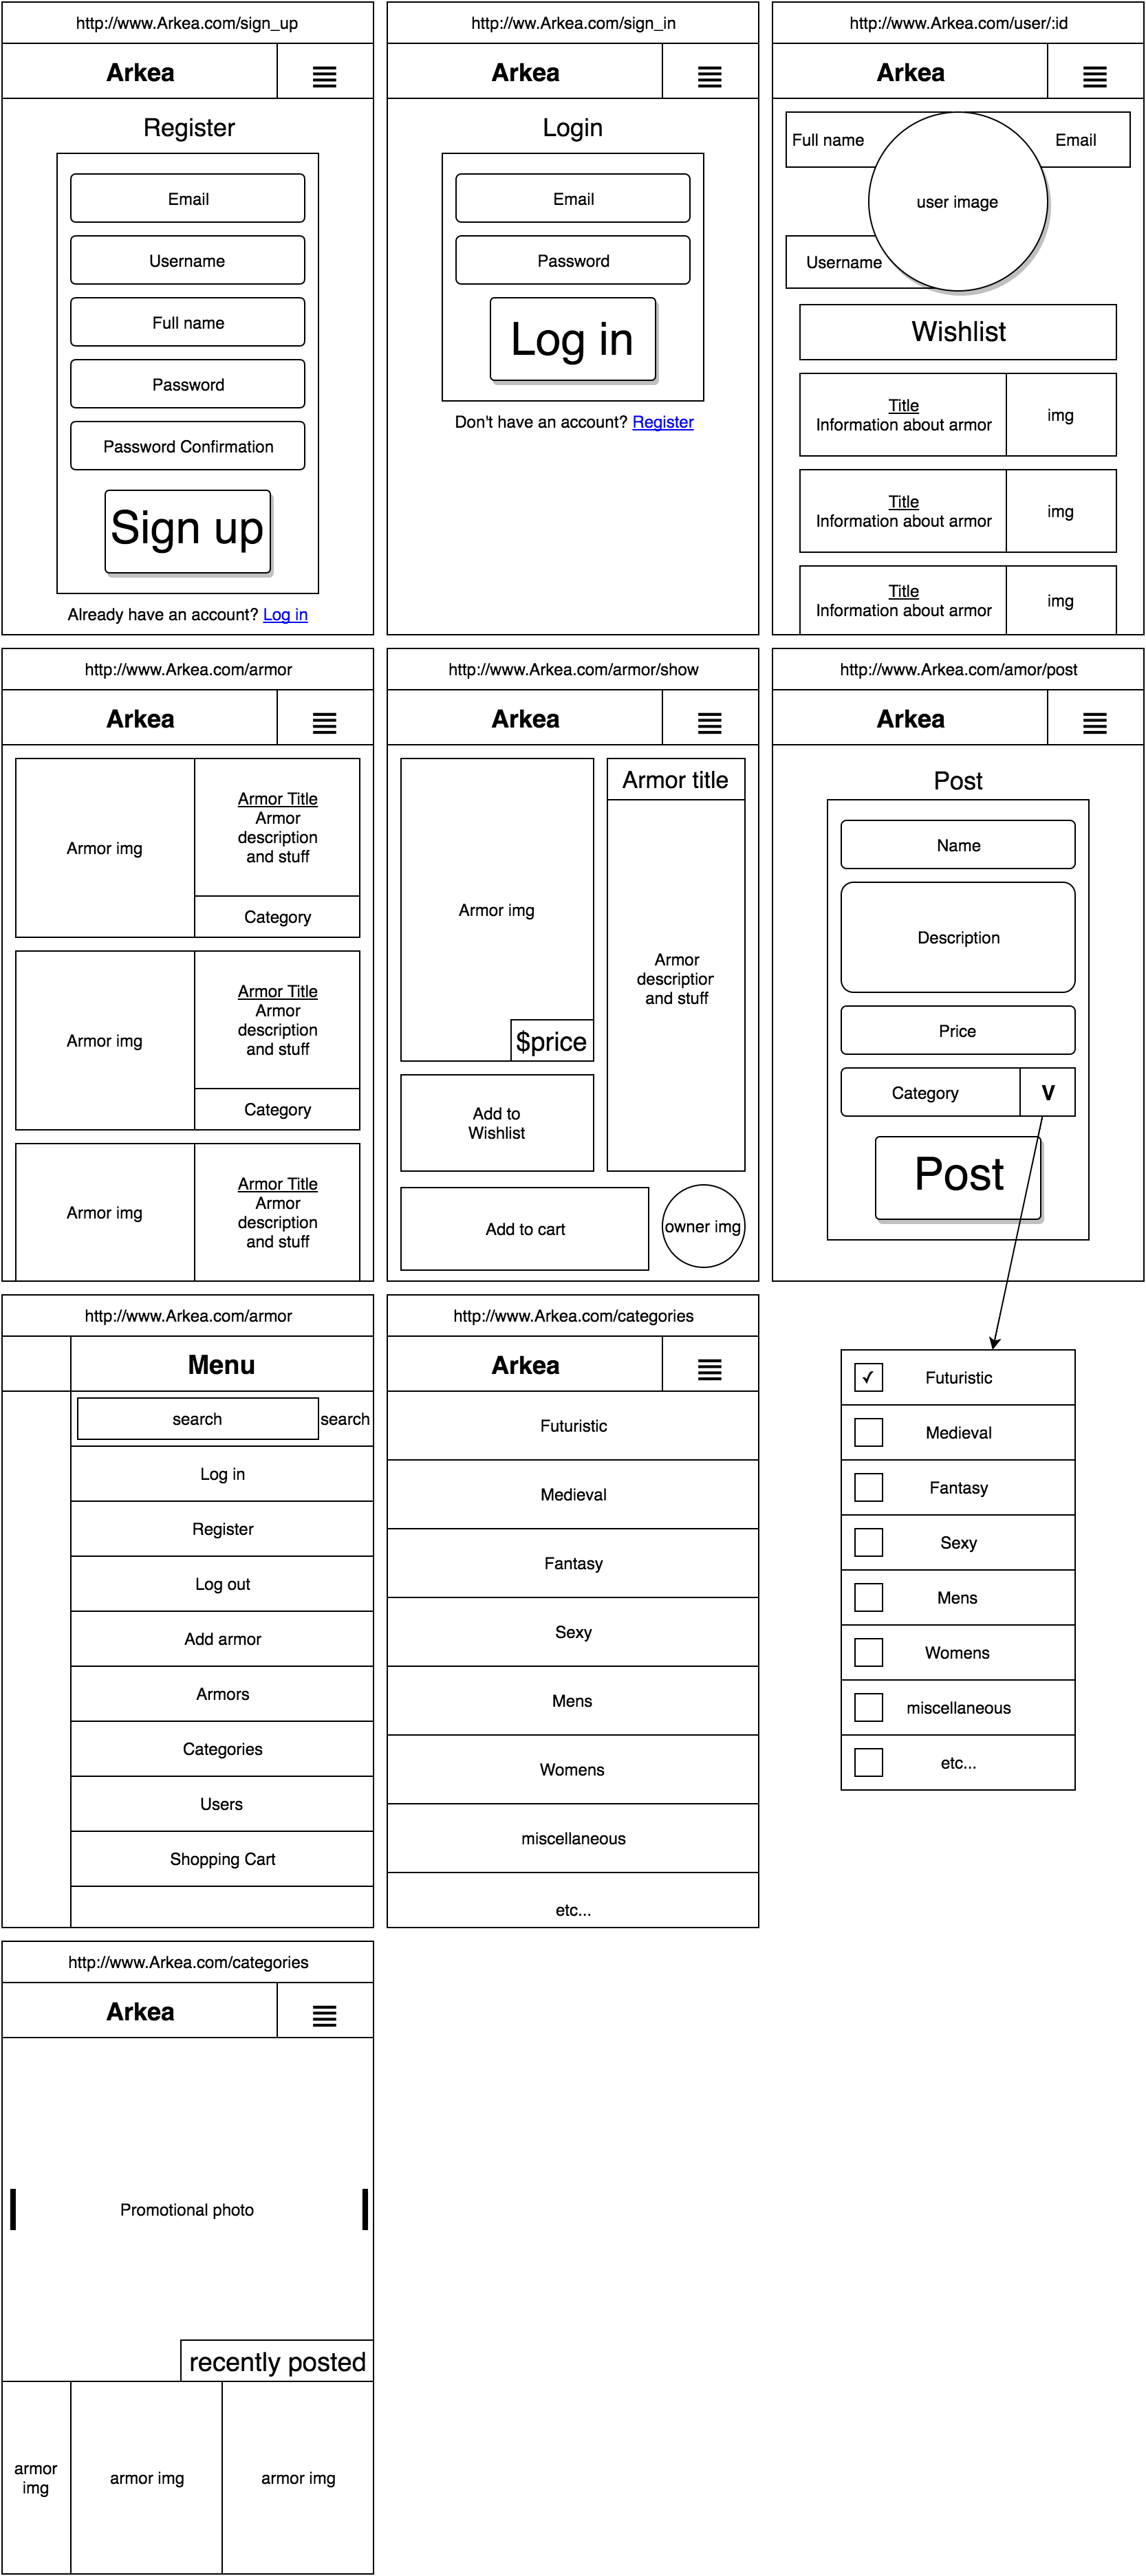 http://www.Arkea.com/sign_up
Arkea
Register
Email
Username
Full name
Password
Password Confirmation
Sign up
Already have an account? Log in
http://ww.Arkea.com/sign_in
Arkea
Login
Email
Password
Log in
Don't have an account? Register
http://www.Arkea.com/user/:id
Arkea
Full name
Email
user image
Username
Wishlist
Title
Information about armor
img
Title
Information about armor
img
Title
Information about armor
img
http://www.Arkea.com/armor
Arkea
Armor img
Armor Title
Armor
description
and stuff
Category
Armor img
Armor Title
Armor
description
and stuff
Category
Armor img
Armor Title
Armor
description
and stuff
http://www.Arkea.com/armor/show
Arkea
Armor img
$price
Armor title
Armor
description
and stuff
Add to
Wishlist
Add to cart
owner img
http://www.Arkea.com/amor/post
Arkea
Post
Name
Description
Price
Category
V
Post
http://www.Arkea.com/armor
Menu
search
search
Log in
Register
Log out
Add armor
Armors
Categories
Users
Shopping Cart
http://www.Arkea.com/categories
Arkea
Futuristic
Medieval
Fantasy
Sexy
Mens
Womens
miscellaneous
etc...
✓
Futuristic
Medieval
Fantasy
Sexy
Mens
Womens
miscellaneous
etc...
http://www.Arkea.com/categories
Arkea
Promotional photo
recently posted
armor
img
armor img
armor img